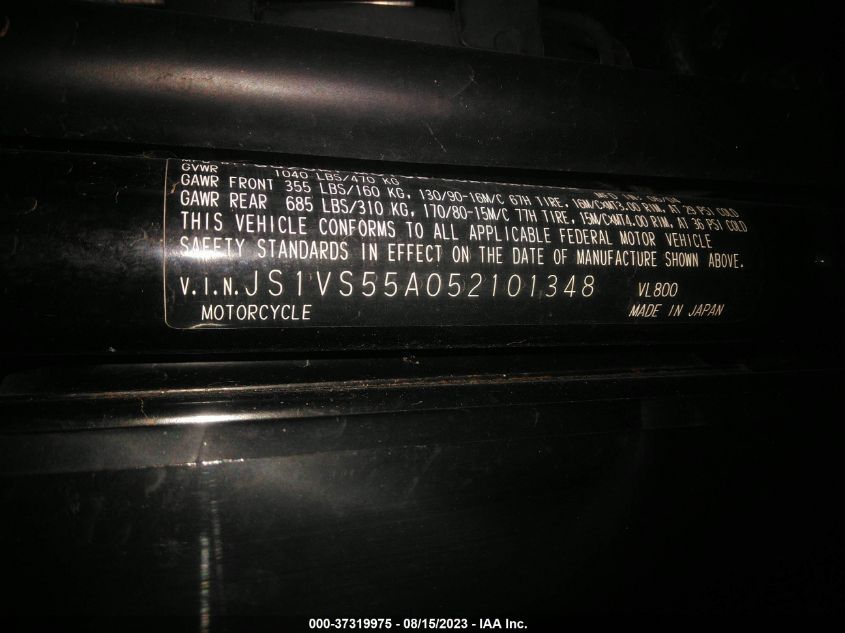 GVWR 1040 LBS/470 KG
GAWR FRONT 355 LBS/160 KG, 130/90-16M/C 67H TIRE, 16M/CxMT3.00 RIM, AT 29 PSI COLD
GAWR REAR 685 LBS/310 KG, 170/80-15M/C 77H TIRE, 15M/CxMT4.00 RIM, AT 36 PSI COLD
THIS VEHICLE CONFORMS TO ALL APPLICABLE FEDERAL MOTOR VEHICLE
SAFETY STANDARDS IN EFFECT ON THE DATE OF MANUFACTURE SHOWN ABOVE.
V.I.N. JS1VS55A052101348 VL800
MOTORCYCLE MADE IN JAPAN
000-37319975 - 08/15/2023 - IAA Inc.